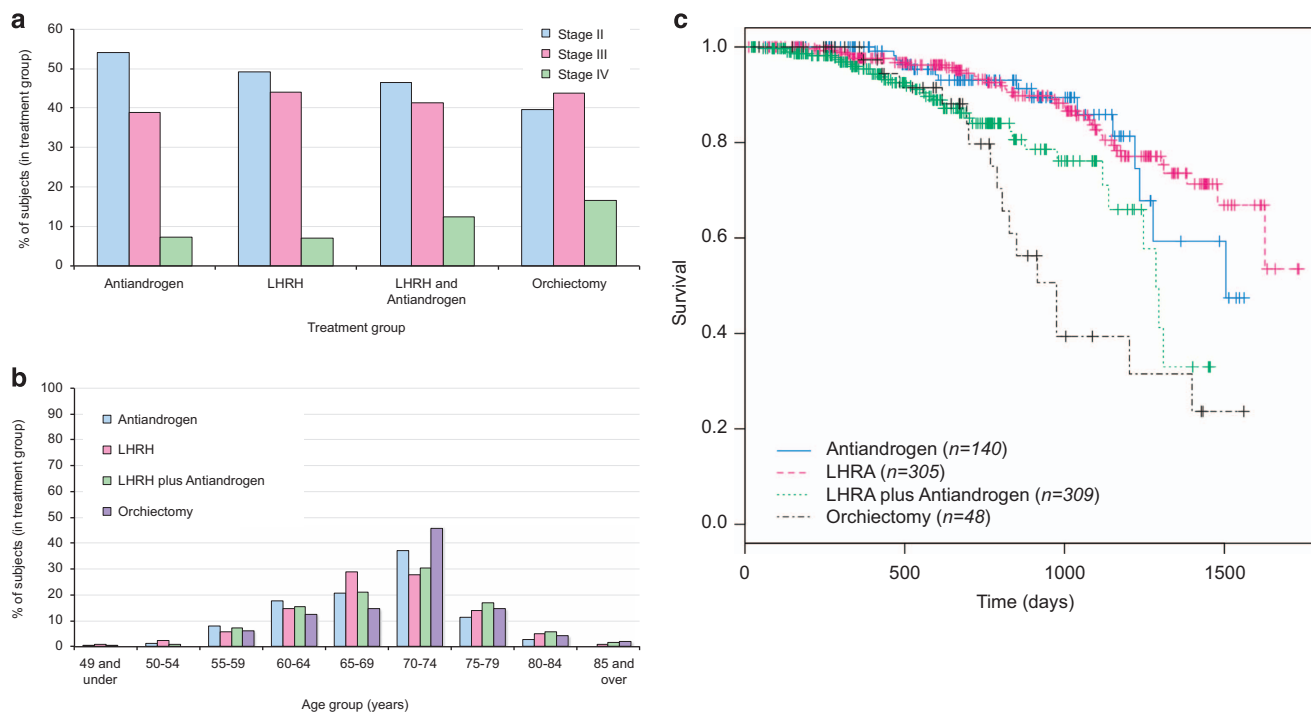 a
60
50
40
30
20
10
0
% of subjects (in treatment group)
Stage II
Stage III
Stage IV
Antiandrogen
LHRH
LHRH and
Antiandrogen
Orchiectomy
Treatment group
b
100
90
80
70
60
50
40
30
20
10
0
% of subjects (in treatment group)
Antiandrogen
LHRH
LHRH plus Antiandrogen
Orchiectomy
49 and
under
50-54
55-59
60-64
65-69
70-74
75-79
80-84
85 and
over
Age group (years)
c
1.0
0.8
0.6
0.4
0.2
0.0
Survival
Antiandrogen (n=140)
LHRA (n=305)
LHRA plus Antiandrogen (n=309)
Orchiectomy (n=48)
0
500
1000
1500
Time (days)